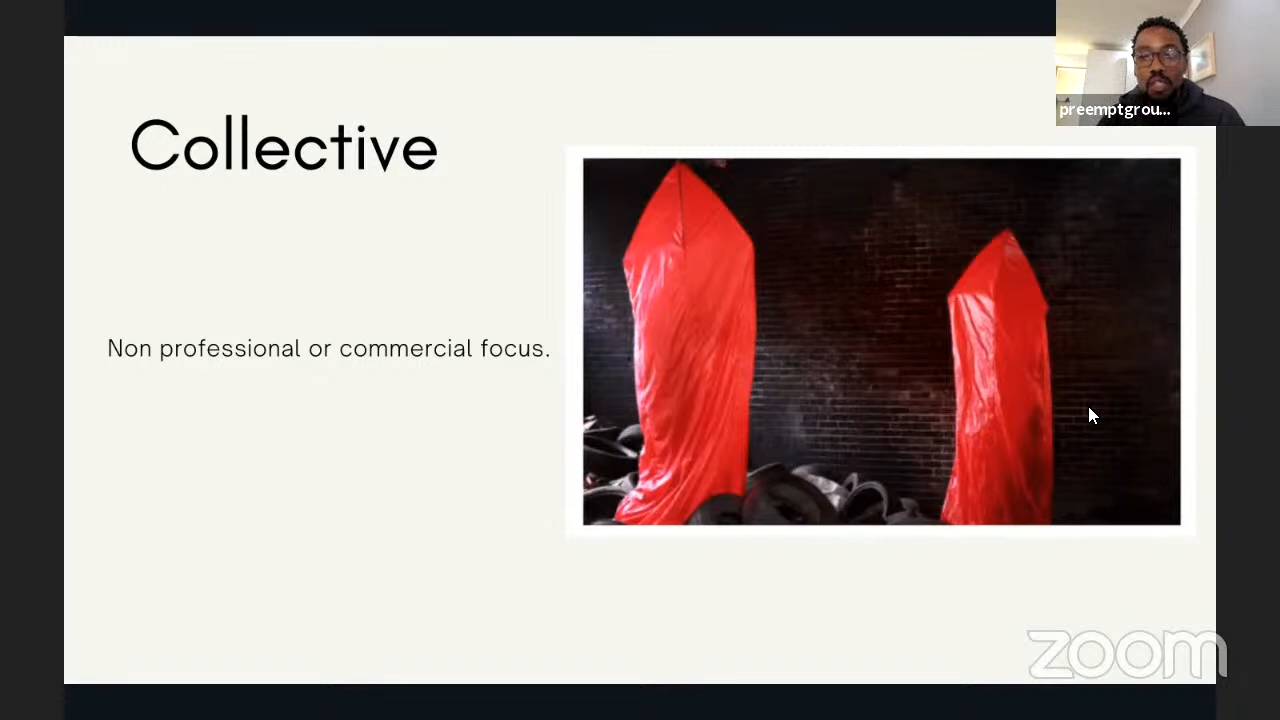 preemptgrou...
Collective
Non professional or commercial focus.
zoom